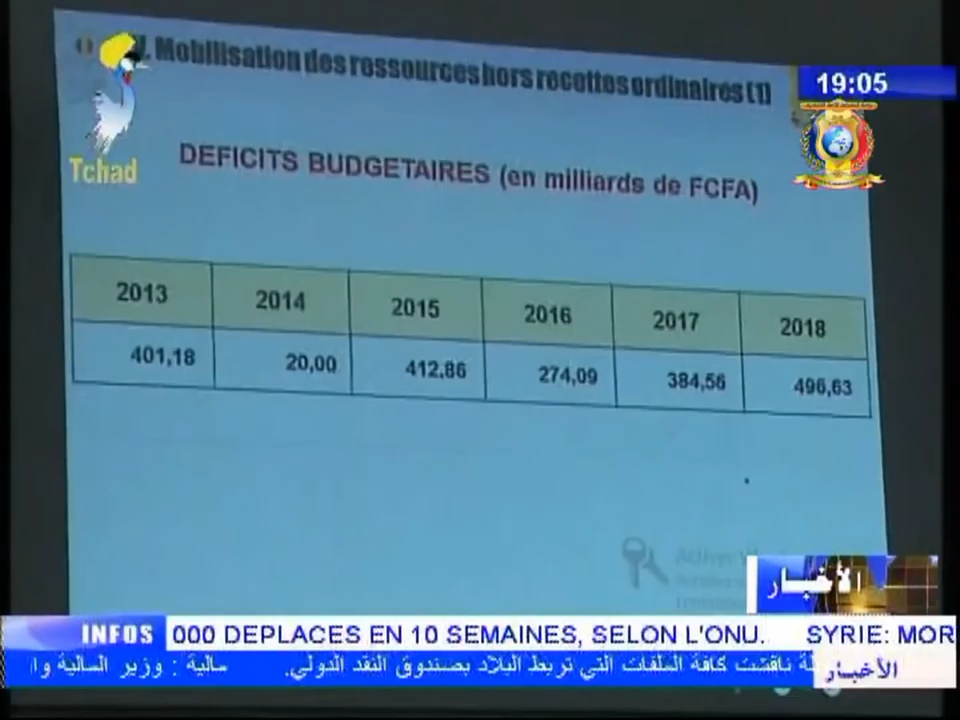 V. Mobilisation des ressources hors recettes ordinaires (1)
19:05
Tchad
DEFICITS BUDGETAIRES (en milliards de FCFA)
2013 2014 2015 2016 2017 2018
401,18 20,00 412,86 274,09 384,56 496,63
Activer
الأخبار
INFOS 000 DEPLACES EN 10 SEMAINES, SELON L'ONU. SYRIE: MOR
ناقشت كافة الملفات التي تربط البلاد بصندوق النقد الدولي. سالية : وزير المالية وا
الأخبار